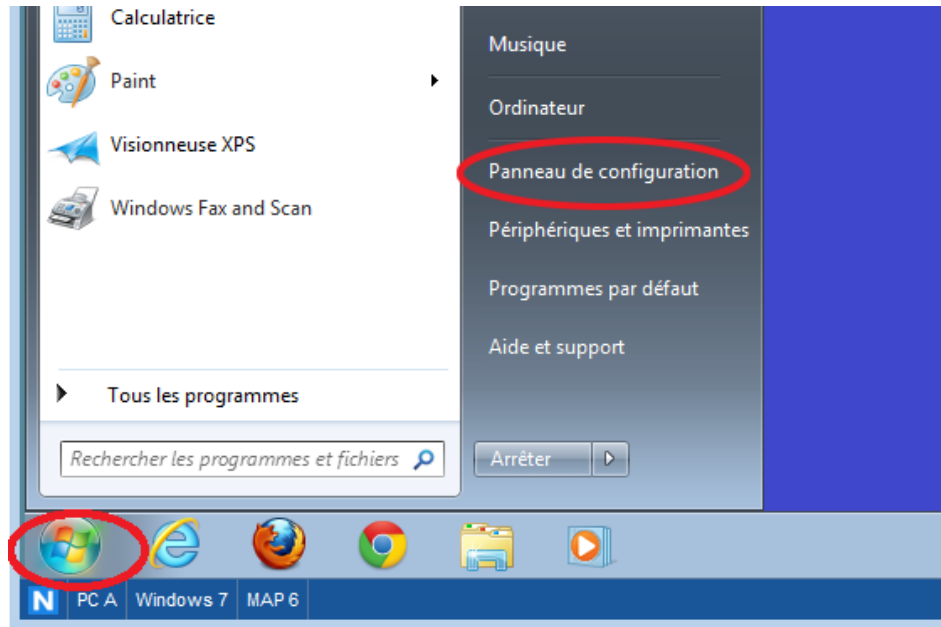 Calculatrice
Paint
Visionneuse XPS
Windows Fax and Scan
Tous les programmes
Rechercher les programmes et fichiers
Musique
Ordinateur
Panneau de configuration
Périphériques et imprimantes
Programmes par défaut
Aide et support
Arrêter
N PC A Windows 7 MAP 6